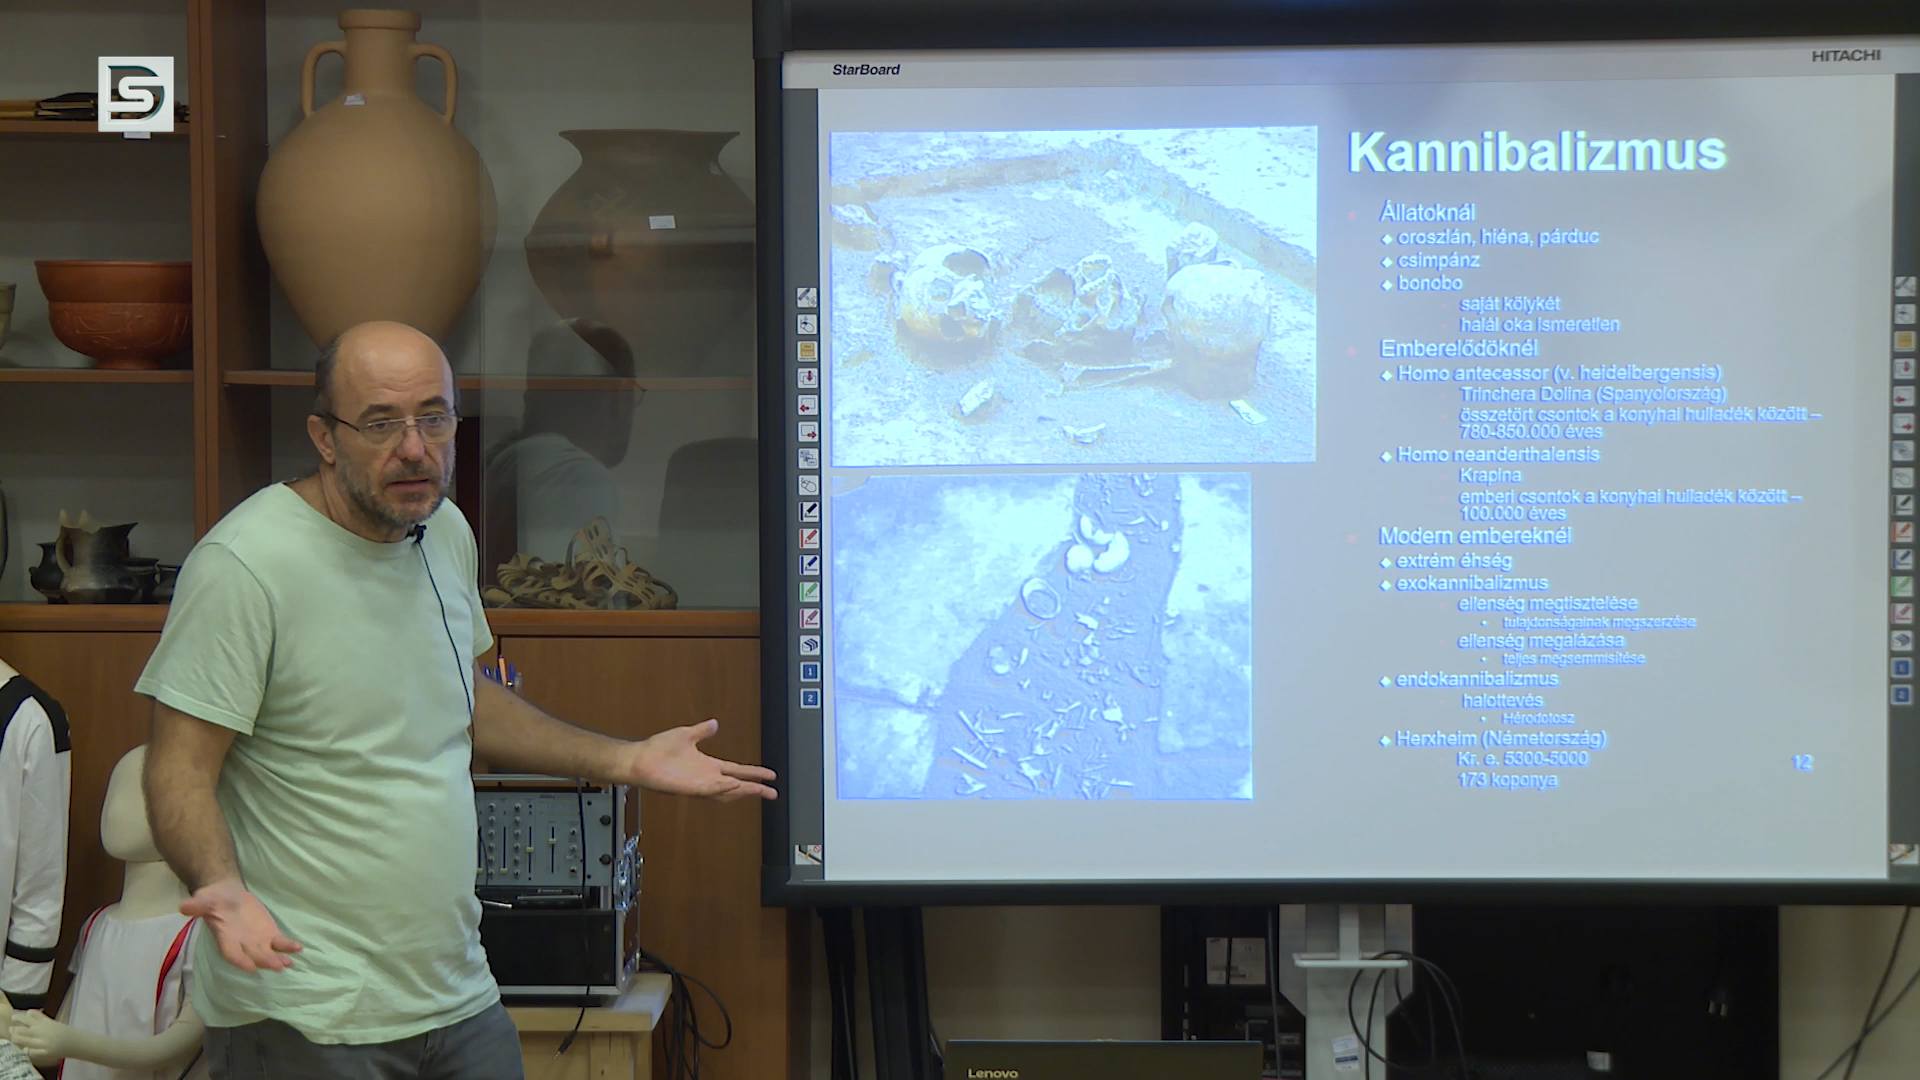 StarBoard
HITACHI
Kannibalizmus
Állatoknál
oroszlán, hiéna, párduc
csimpánz
bonobo
saját kölykét
halál oka ismeretlen
Emberelődöknél
Homo antecessor (v. heidelbergensis)
Trinchera Dolina (Spanyolország)
összetört csontok a konyhai hulladék között –
780-850.000 éves
Homo neanderthalensis
Krapina
emberi csontok a konyhai hulladék között –
100.000 éves
Modern embereknél
extrém éhség
exokannibalizmus
ellenség megtisztelése
tulajdonságainak megszerzése
ellenség megalázása
teljes megsemmisítése
endokannibalizmus
halottevés
Hérodotosz
Herxheim (Németország)
Kr. e. 5300-5000
173 koponya
12
1
2
Lenovo